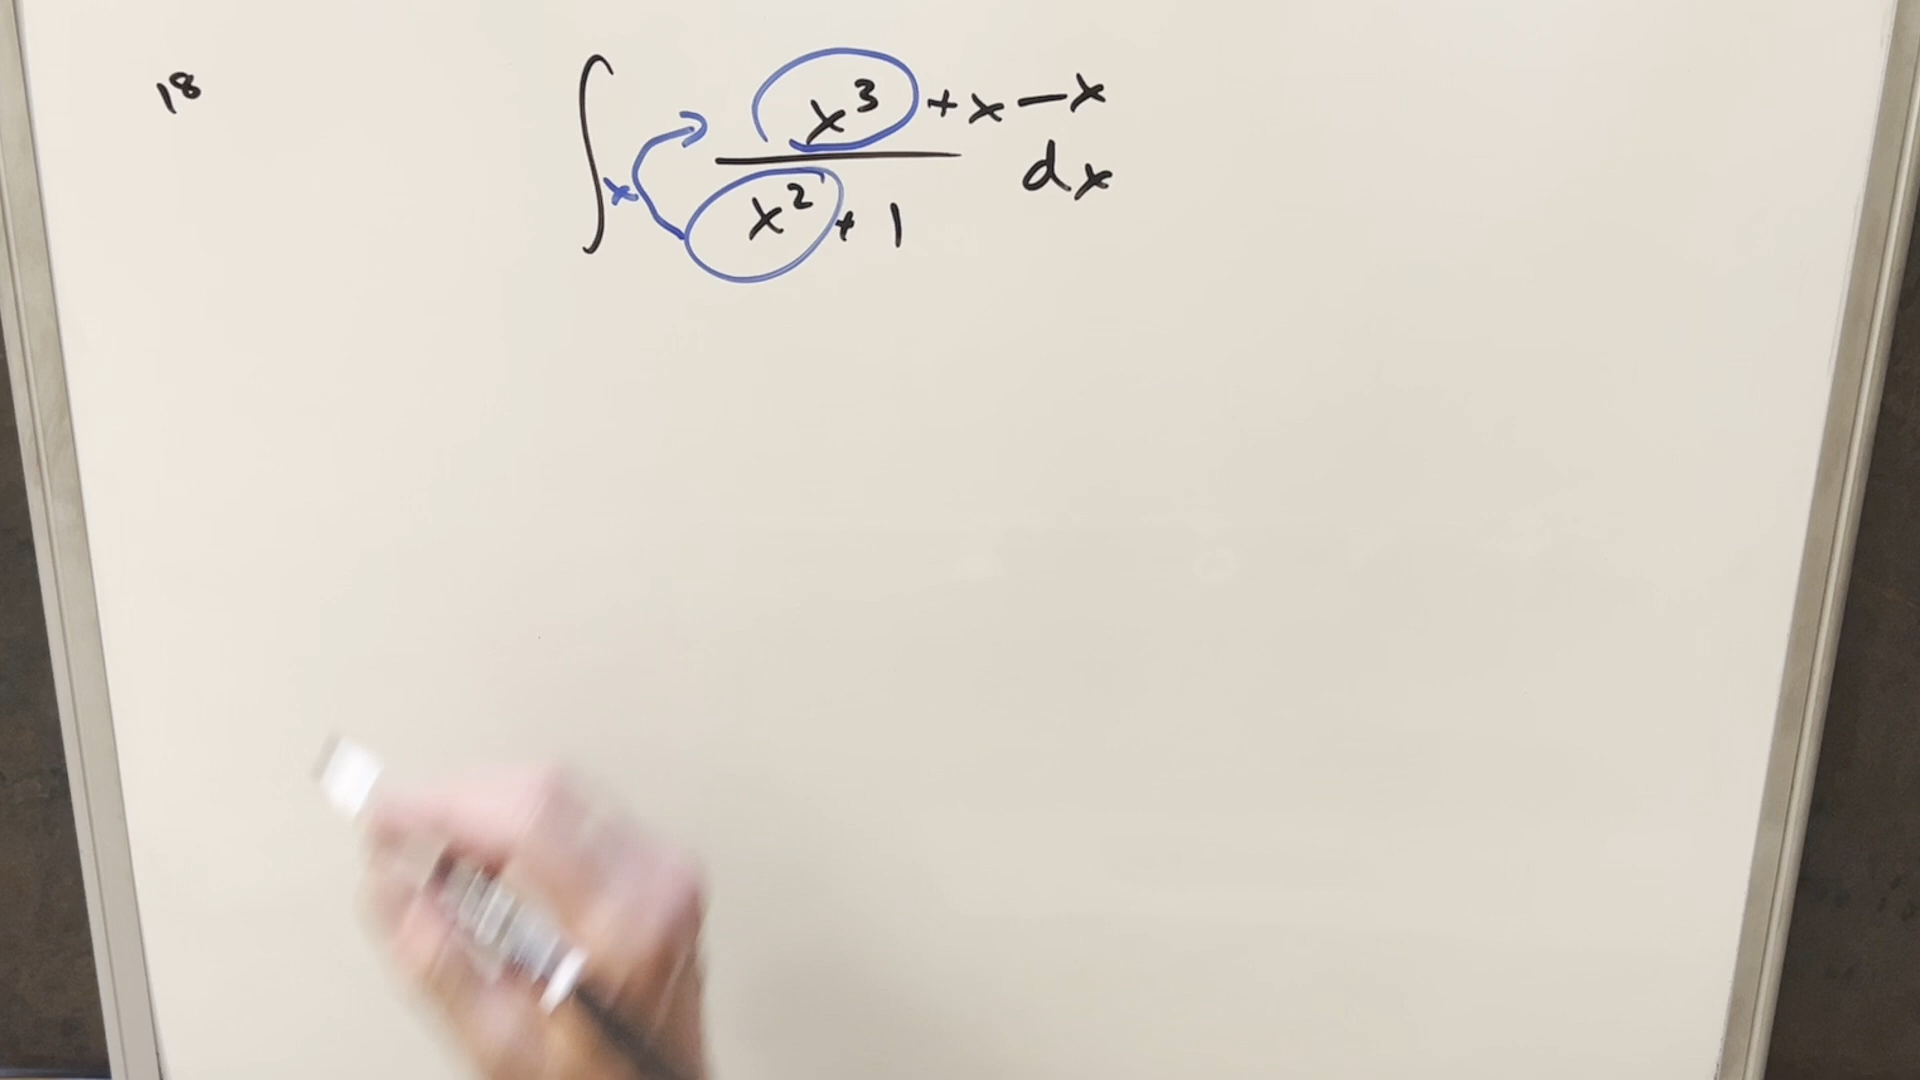 18
∫ x³ + x − x
x
dx
x² + 1